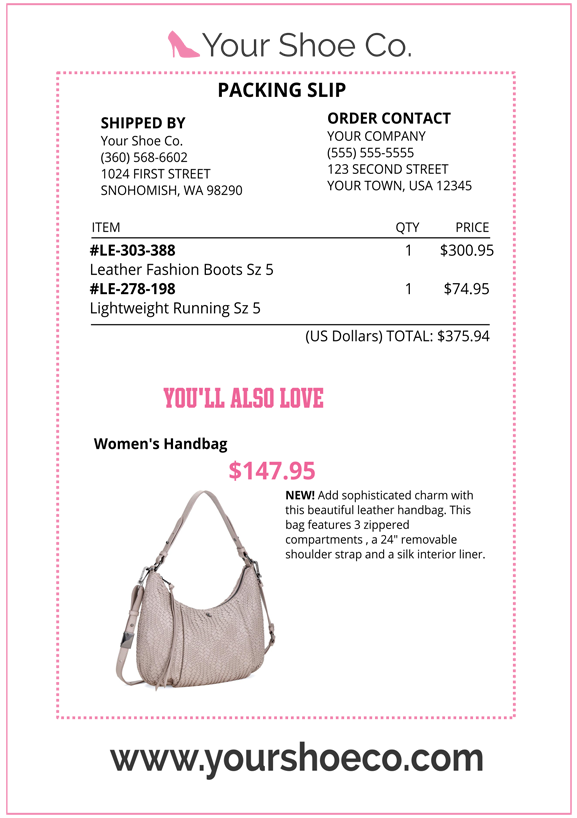 Your Shoe Co.
PACKING SLIP
SHIPPED BY
Your Shoe Co.
(360) 568-6602
1024 FIRST STREET
SNOHOMISH, WA 98290
ORDER CONTACT
YOUR COMPANY
(555) 555-5555
123 SECOND STREET
YOUR TOWN, USA 12345
ITEM QTY PRICE
#LE-303-388 1 $300.95
Leather Fashion Boots Sz 5
#LE-278-198 1 $74.95
Lightweight Running Sz 5
(US Dollars) TOTAL: $375.94
YOU'LL ALSO LOVE
Women's Handbag
$147.95
NEW! Add sophisticated charm with
this beautiful leather handbag. This
bag features 3 zippered
compartments , a 24" removable
shoulder strap and a silk interior liner.
www.yourshoeco.com